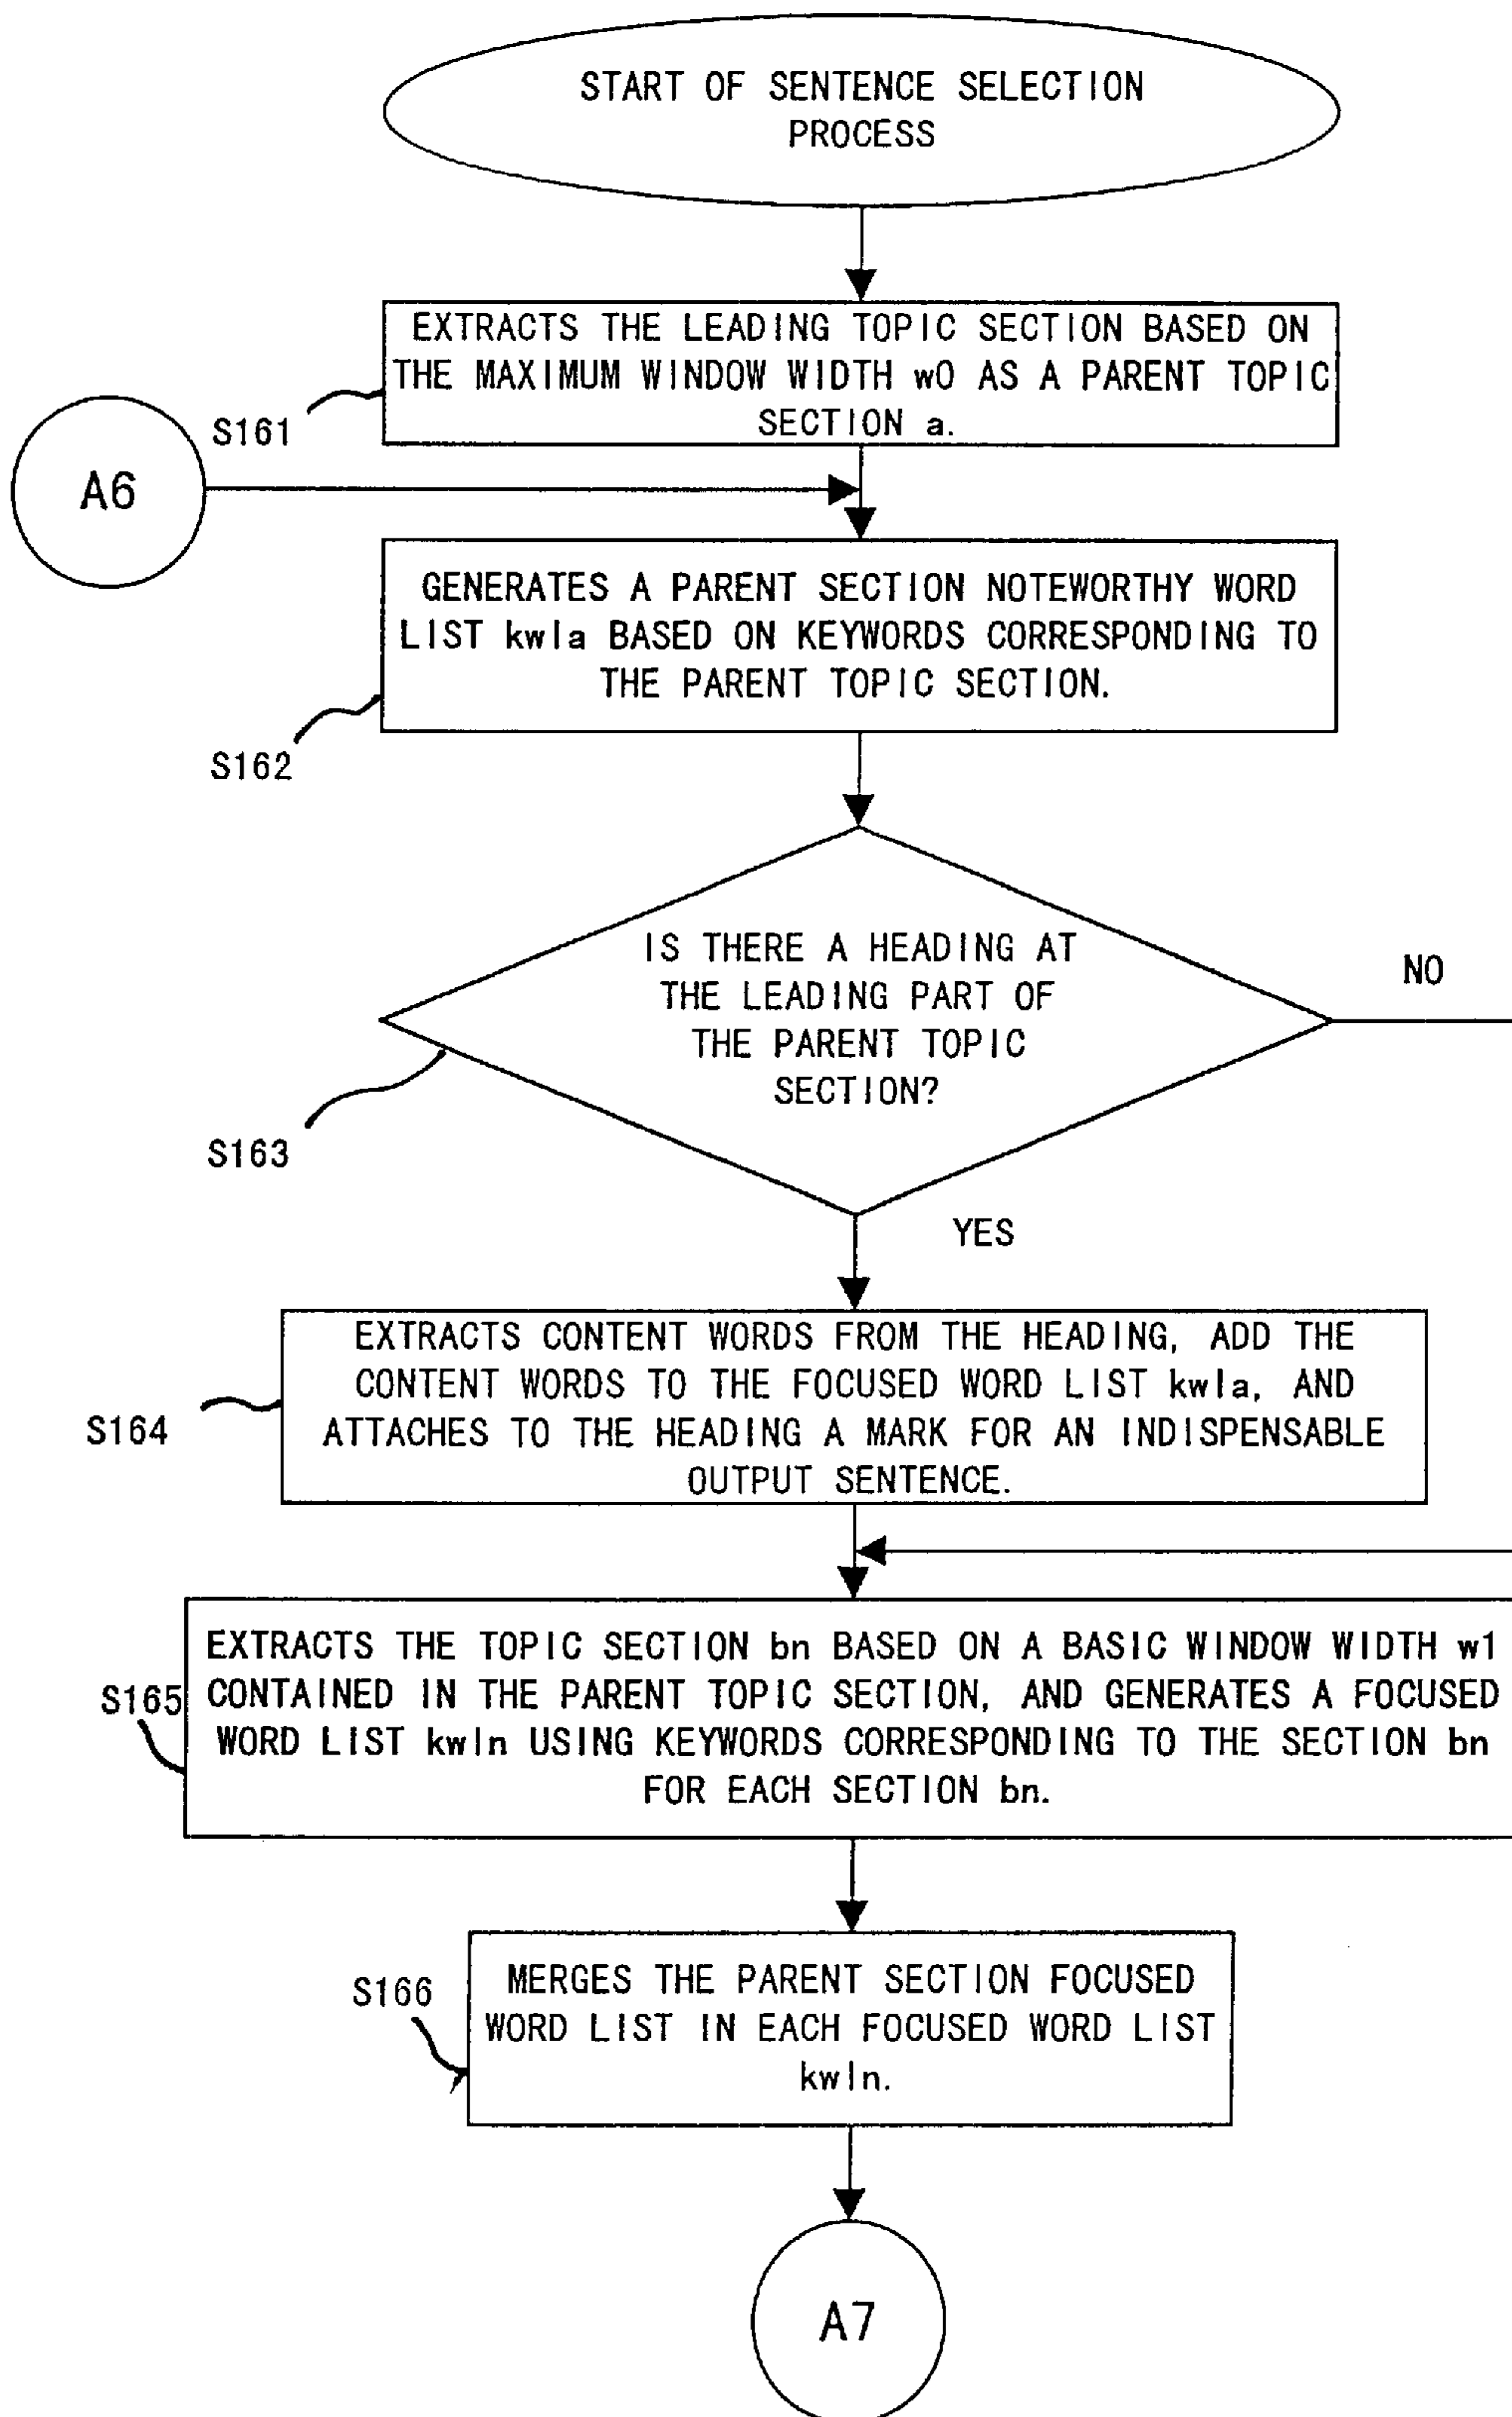 START OF SENTENCE SELECTION
PROCESS
EXTRACTS THE LEADING TOPIC SECTION BASED ON
THE MAXIMUM WINDOW WIDTH w0 AS A PARENT TOPIC
SECTION a.
S161
A6
GENERATES A PARENT SECTION NOTEWORTHY WORD
LIST kwla BASED ON KEYWORDS CORRESPONDING TO
THE PARENT TOPIC SECTION.
S162
IS THERE A HEADING AT
THE LEADING PART OF
THE PARENT TOPIC
SECTION?
NO
S163
YES
EXTRACTS CONTENT WORDS FROM THE HEADING, ADD THE
CONTENT WORDS TO THE FOCUSED WORD LIST kwla, AND
ATTACHES TO THE HEADING A MARK FOR AN INDISPENSABLE
OUTPUT SENTENCE.
S164
EXTRACTS THE TOPIC SECTION bn BASED ON A BASIC WINDOW WIDTH w1
CONTAINED IN THE PARENT TOPIC SECTION, AND GENERATES A FOCUSED
WORD LIST kwln USING KEYWORDS CORRESPONDING TO THE SECTION bn
FOR EACH SECTION bn.
S165
MERGES THE PARENT SECTION FOCUSED
WORD LIST IN EACH FOCUSED WORD LIST
kwln.
S166
A7